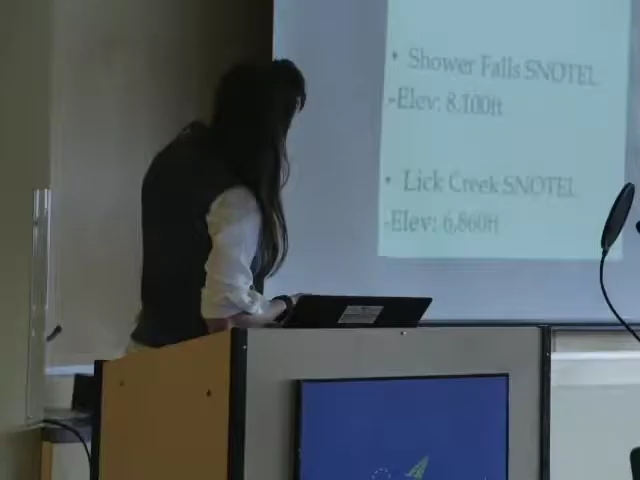 • Shower Falls SNOTEL
-Elev: 8,100ft
• Lick Creek SNOTEL
-Elev: 6,860ft